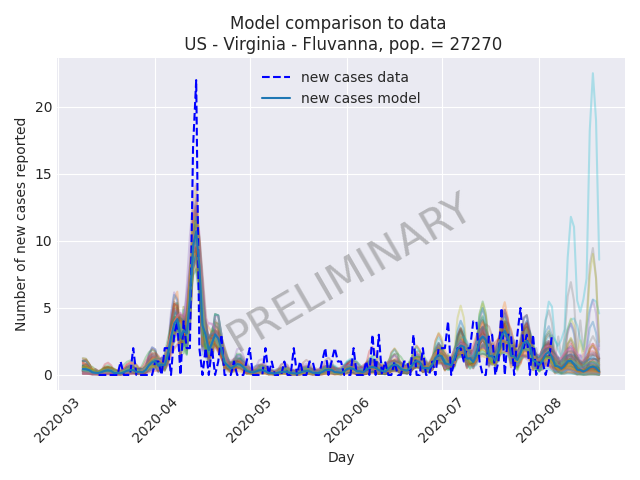 Model comparison to data
US - Virginia - Fluvanna, pop. = 27270
new cases data
new cases model
PRELIMINARY
Number of new cases reported
20
15
10
5
0
2020-03
2020-04
2020-05
2020-06
2020-07
2020-08
Day